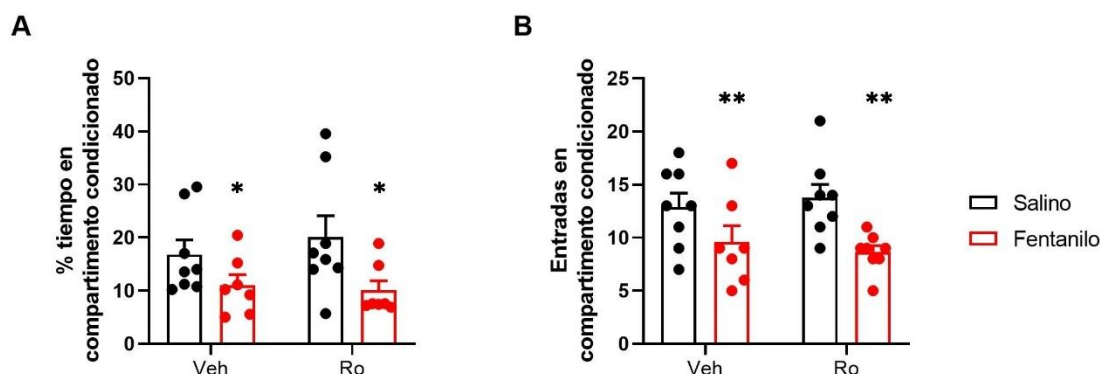 A
B
% tiempo en
compartimento condicionado
50
40
30
20
10
0
*
*
Veh
Ro
Entradas en
compartimento condicionado
25
20
15
10
5
0
**
**
Veh
Ro
Salino
Fentanilo